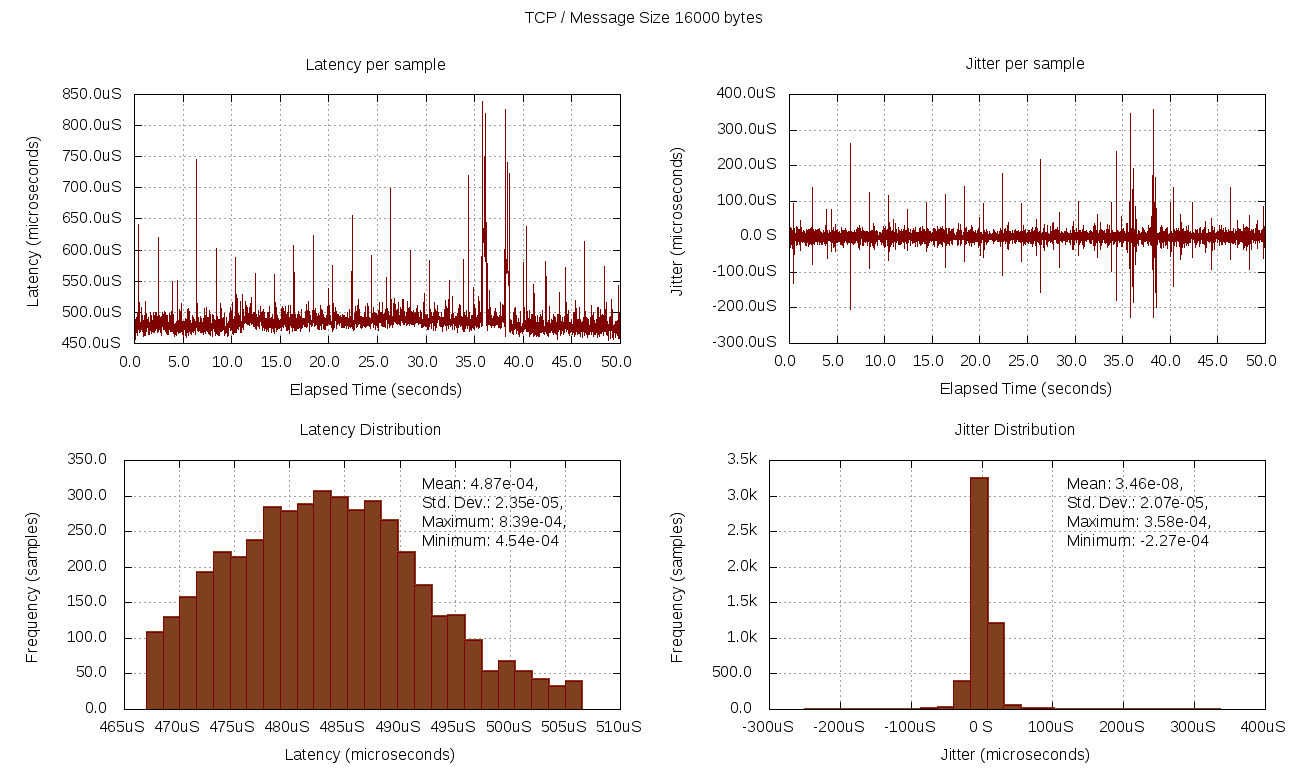 TCP / Message Size 16000 bytes
Latency per sample
850.0uS
800.0uS
750.0uS
700.0uS
650.0uS
600.0uS
550.0uS
500.0uS
450.0uS
Latency (microseconds)
0.0 5.0 10.0 15.0 20.0 25.0 30.0 35.0 40.0 45.0 50.0
Elapsed Time (seconds)
Jitter per sample
400.0uS
300.0uS
200.0uS
100.0uS
0.0 S
-100.0uS
-200.0uS
-300.0uS
Jitter (microseconds)
0.0 5.0 10.0 15.0 20.0 25.0 30.0 35.0 40.0 45.0 50.0
Elapsed Time (seconds)
Latency Distribution
350.0
300.0
250.0
200.0
150.0
100.0
50.0
0.0
Frequency (samples)
Mean: 4.87e-04,
Std. Dev.: 2.35e-05,
Maximum: 8.39e-04,
Minimum: 4.54e-04
465uS 470uS 475uS 480uS 485uS 490uS 495uS 500uS 505uS 510uS
Latency (microseconds)
Jitter Distribution
3.5k
3.0k
2.5k
2.0k
1.5k
1.0k
500.0
0.0
Frequency (samples)
Mean: 3.46e-08,
Std. Dev.: 2.07e-05,
Maximum: 3.58e-04,
Minimum: -2.27e-04
-300uS -200uS -100uS 0 S 100uS 200uS 300uS 400uS
Jitter (microseconds)